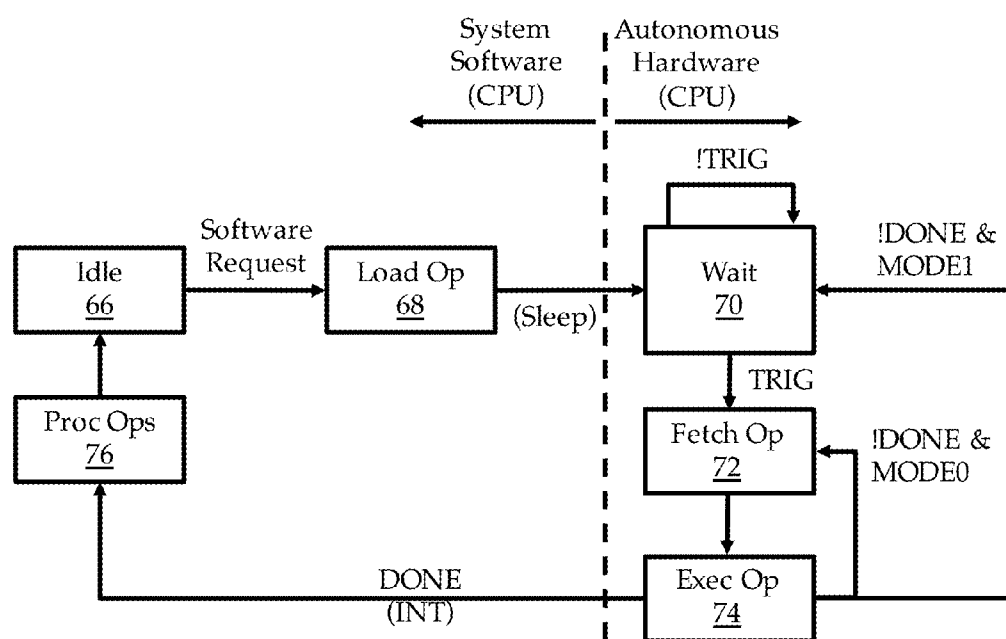 System
Software
(CPU)
Autonomous
Hardware
(CPU)
!TRIG
Software
Request
Idle
66
Load Op
68
(Sleep)
Wait
70
!DONE &
MODE1
TRIG
Proc Ops
76
Fetch Op
72
!DONE &
MODE0
DONE
(INT)
Exec Op
74